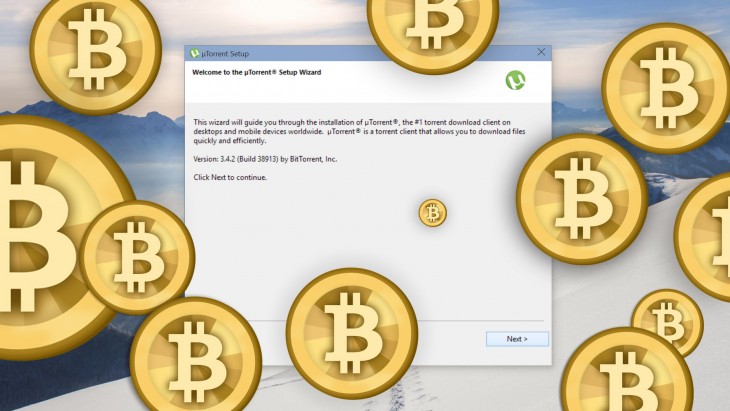 µTorrent Setup
Welcome to the µTorrent® Setup Wizard
This wizard will guide you through the installation of µTorrent®, the #1 torrent download client on
desktops and mobile devices worldwide. µTorrent® is a torrent client that allows you to download files
quickly and efficiently.
Version: 3.4.2 (Build 38913) by BitTorrent, Inc.
Click Next to continue.
Next >